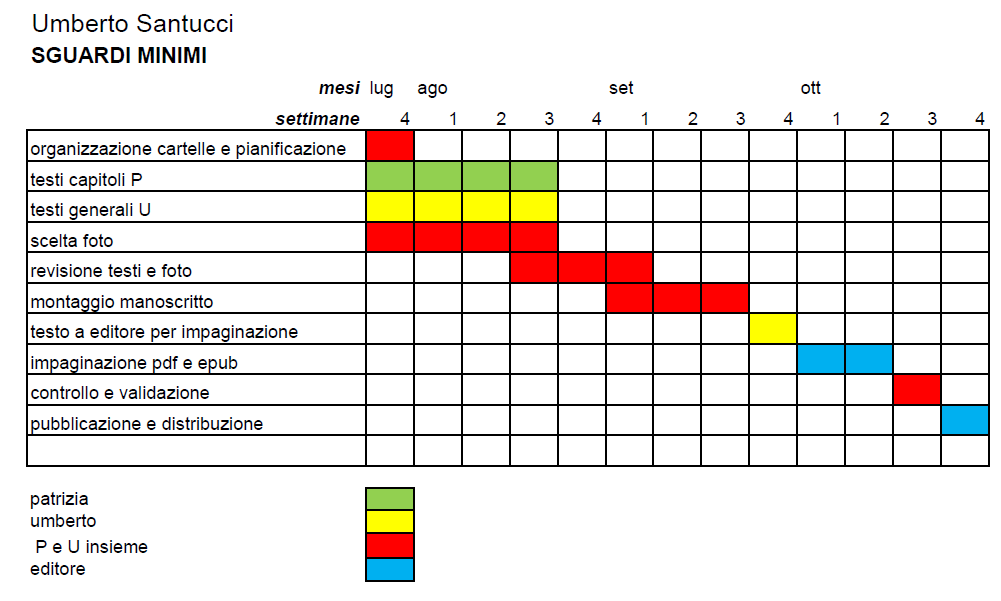 Umberto Santucci
SGUARDI MINIMI
mesi lug ago set ott
settimane 4 1 2 3 4 1 2 3 4 1 2 3 4
organizzazione cartelle e pianificazione
testi capitoli P
testi generali U
scelta foto
revisione testi e foto
montaggio manoscritto
testo a editore per impaginazione
impaginazione pdf e epub
controllo e validazione
pubblicazione e distribuzione
patrizia
umberto
P e U insieme
editore